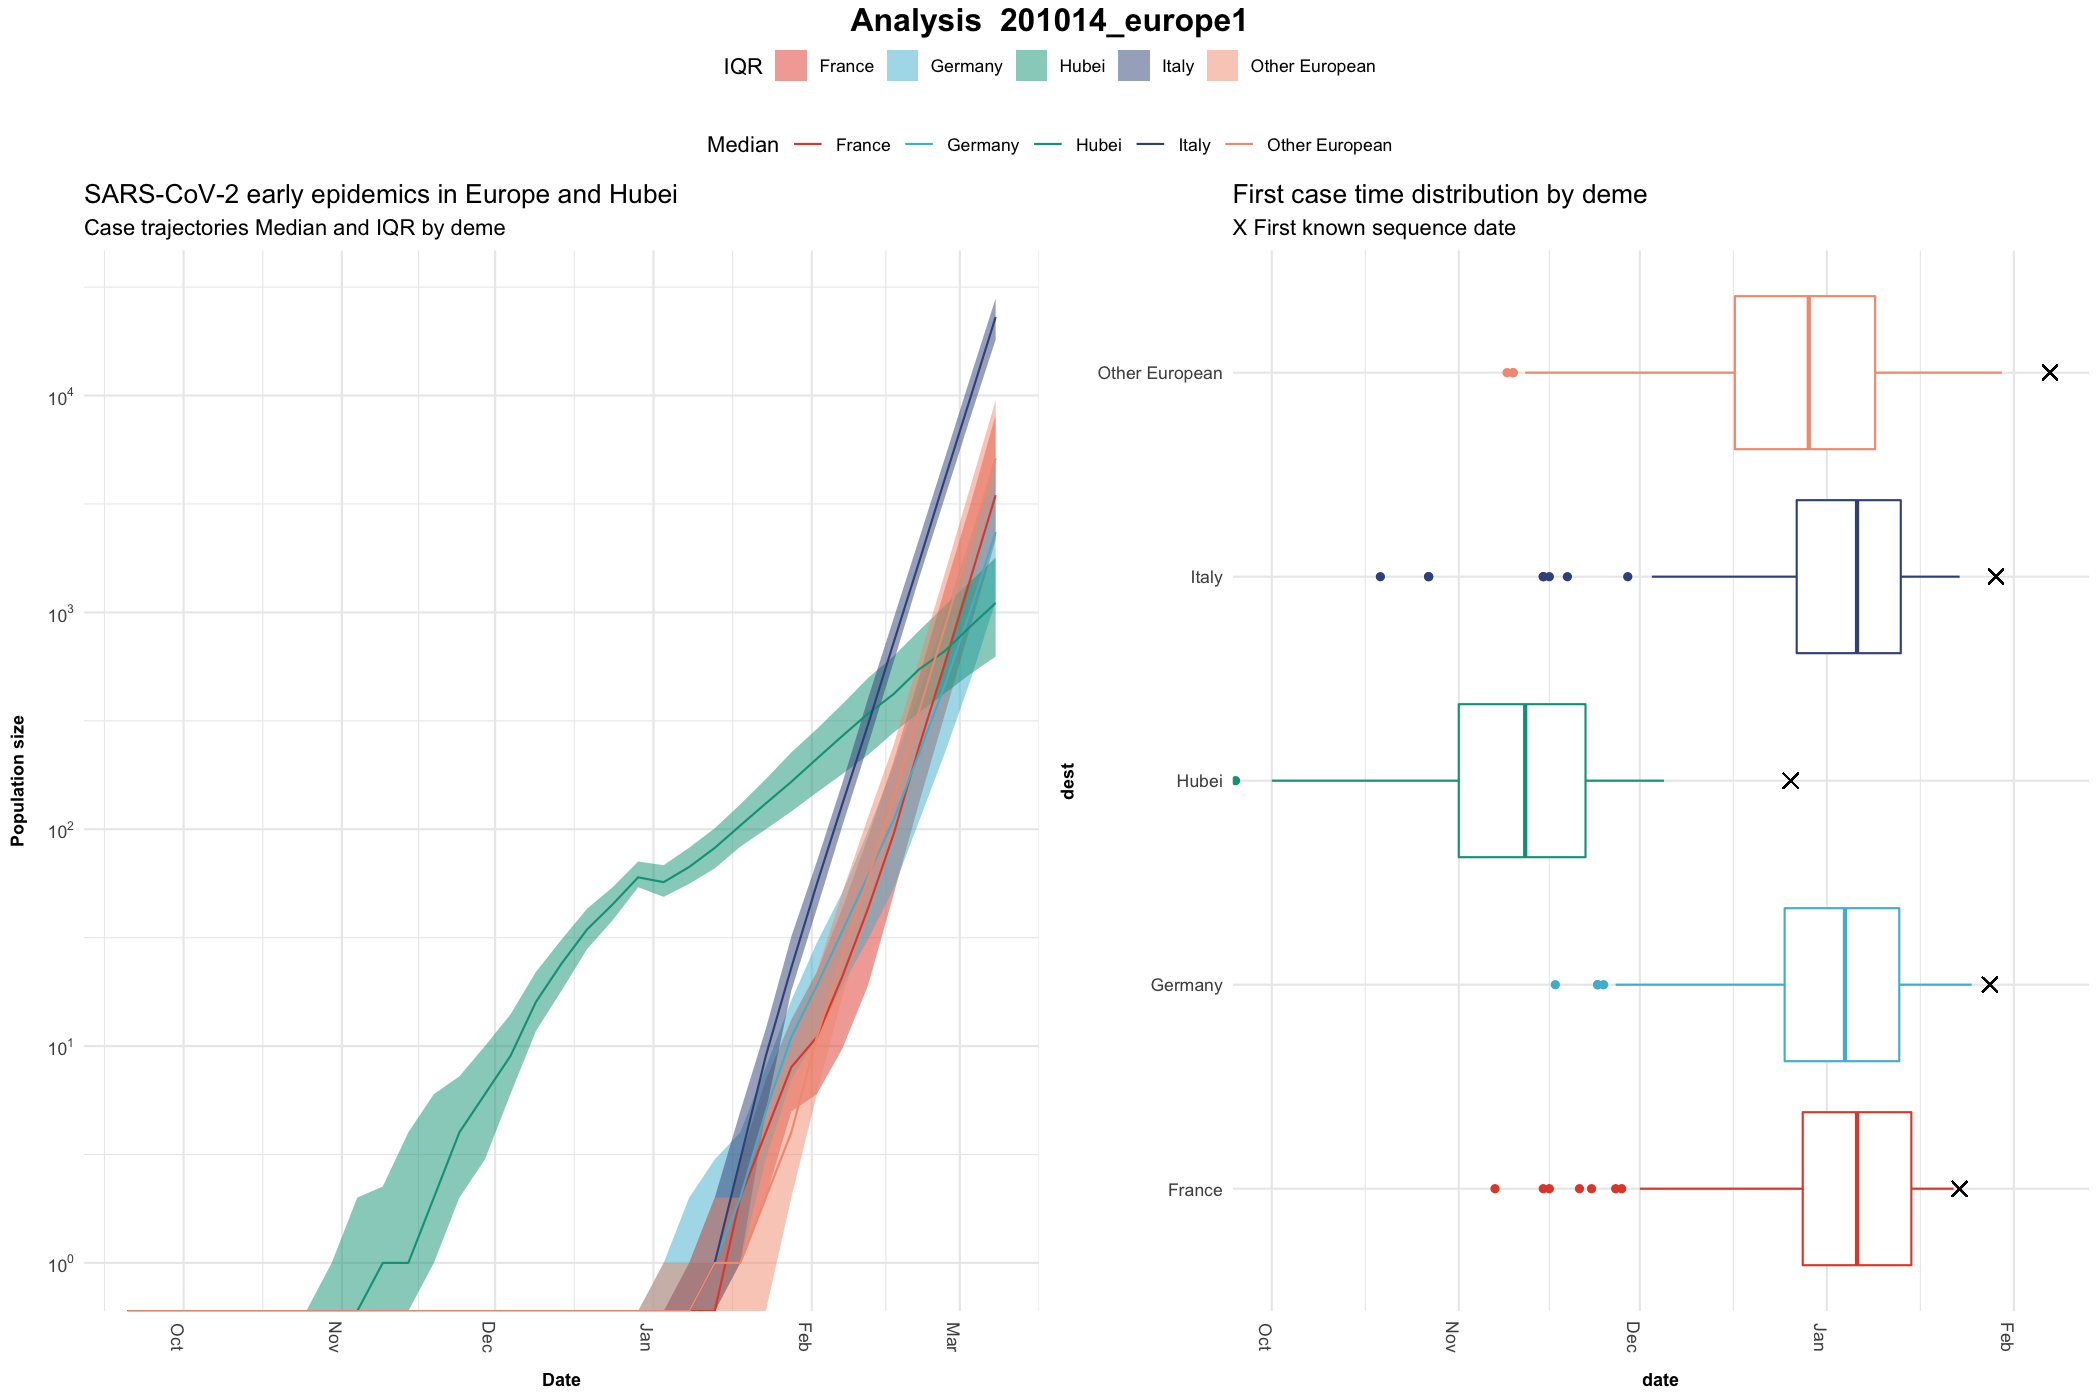 Analysis  201014_europe1
IQR France Germany Hubei Italy Other European
Median France Germany Hubei Italy Other European
SARS-CoV-2 early epidemics in Europe and Hubei
Case trajectories Median and IQR by deme
Population size
10^4
10^3
10^2
10^1
10^0
Oct Nov Dec Jan Feb Mar
Date
First case time distribution by deme
X First known sequence date
dest
Other European
Italy
Hubei
Germany
France
Oct Nov Dec Jan Feb
date